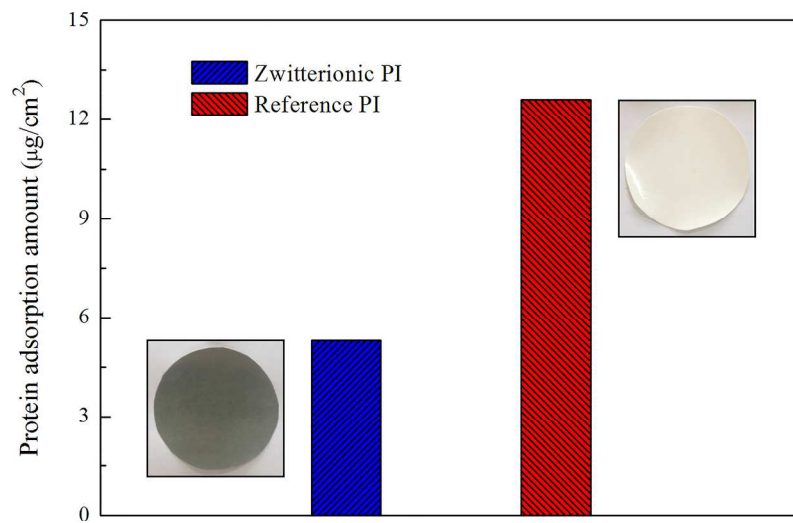 Protein adsorption amount (μg/cm²)
15
12
9
6
3
0
Zwitterionic PI
Reference PI